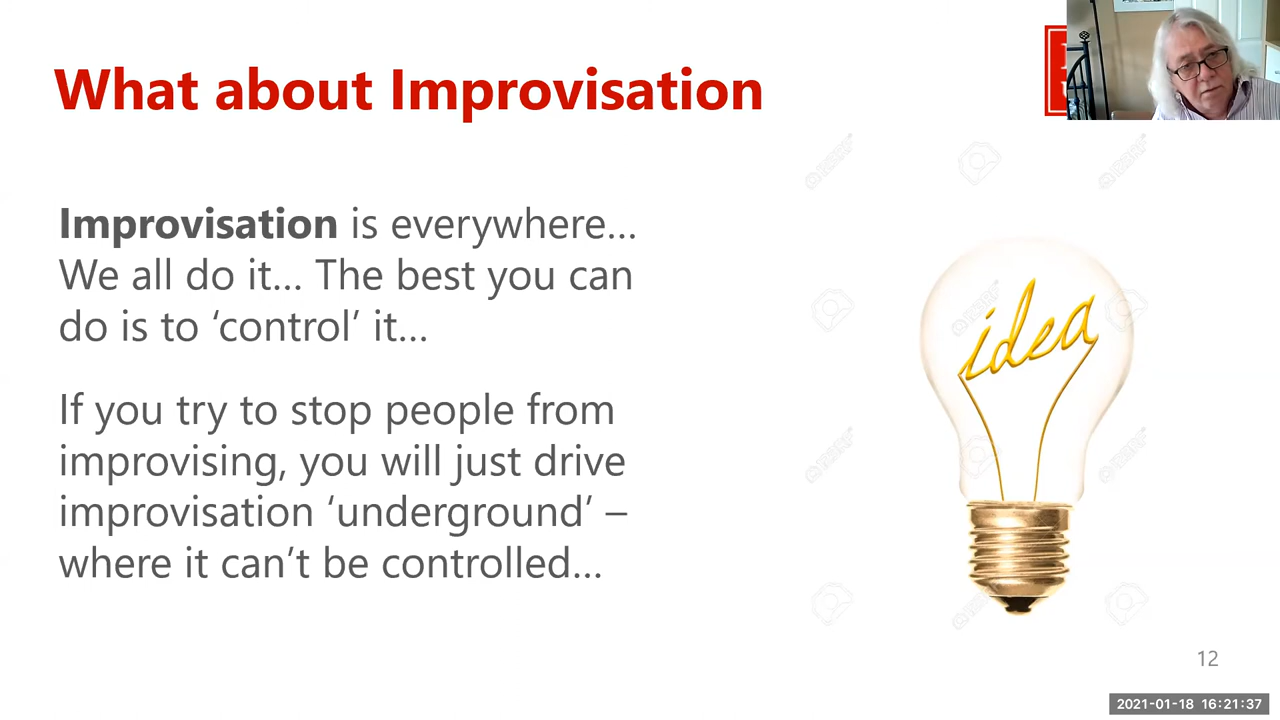 What about Improvisation
Improvisation is everywhere…
We all do it… The best you can
do is to ‘control’ it…
If you try to stop people from
improvising, you will just drive
improvisation ‘underground’ –
where it can’t be controlled…
idea
12
2021-01-18 16:21:37